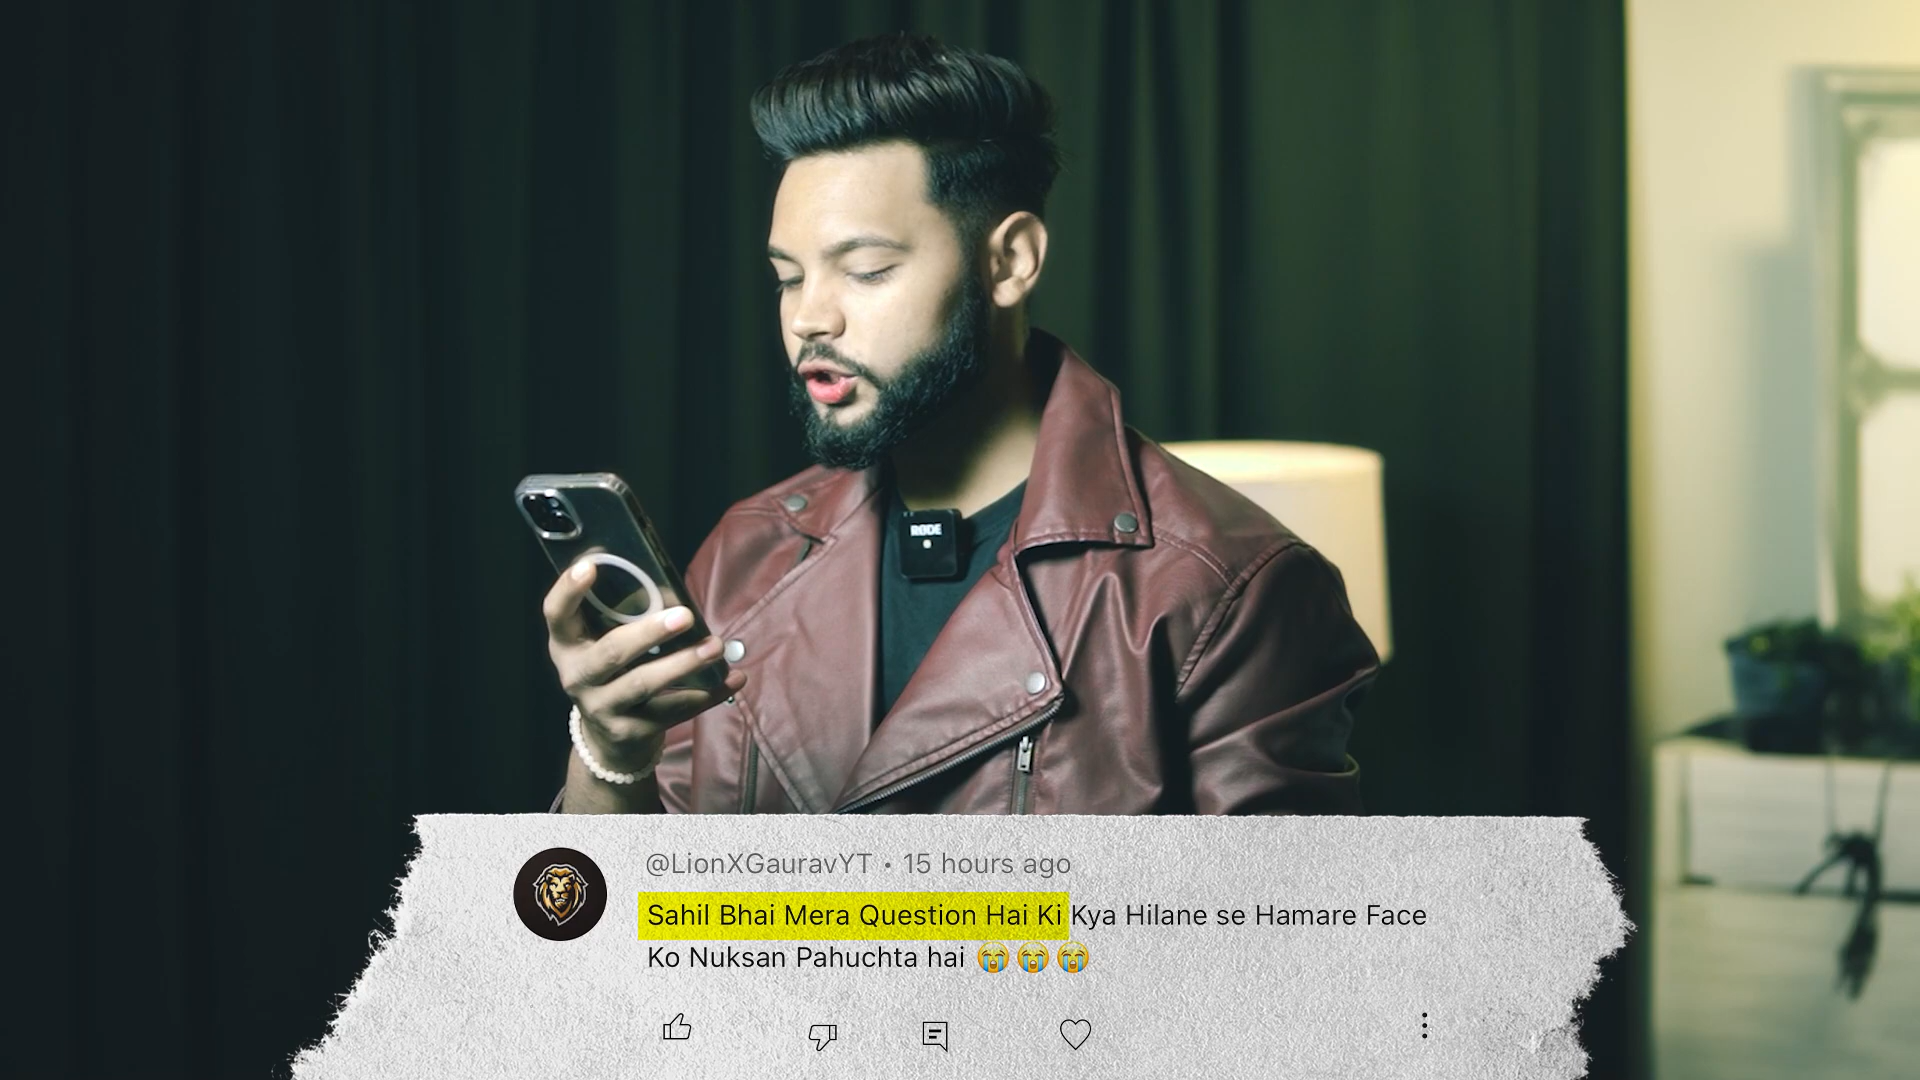 RØDE
@LionXGauravYT • 15 hours ago
Sahil Bhai Mera Question Hai Ki Kya Hilane se Hamare Face
Ko Nuksan Pahuchta hai 😭😭😭